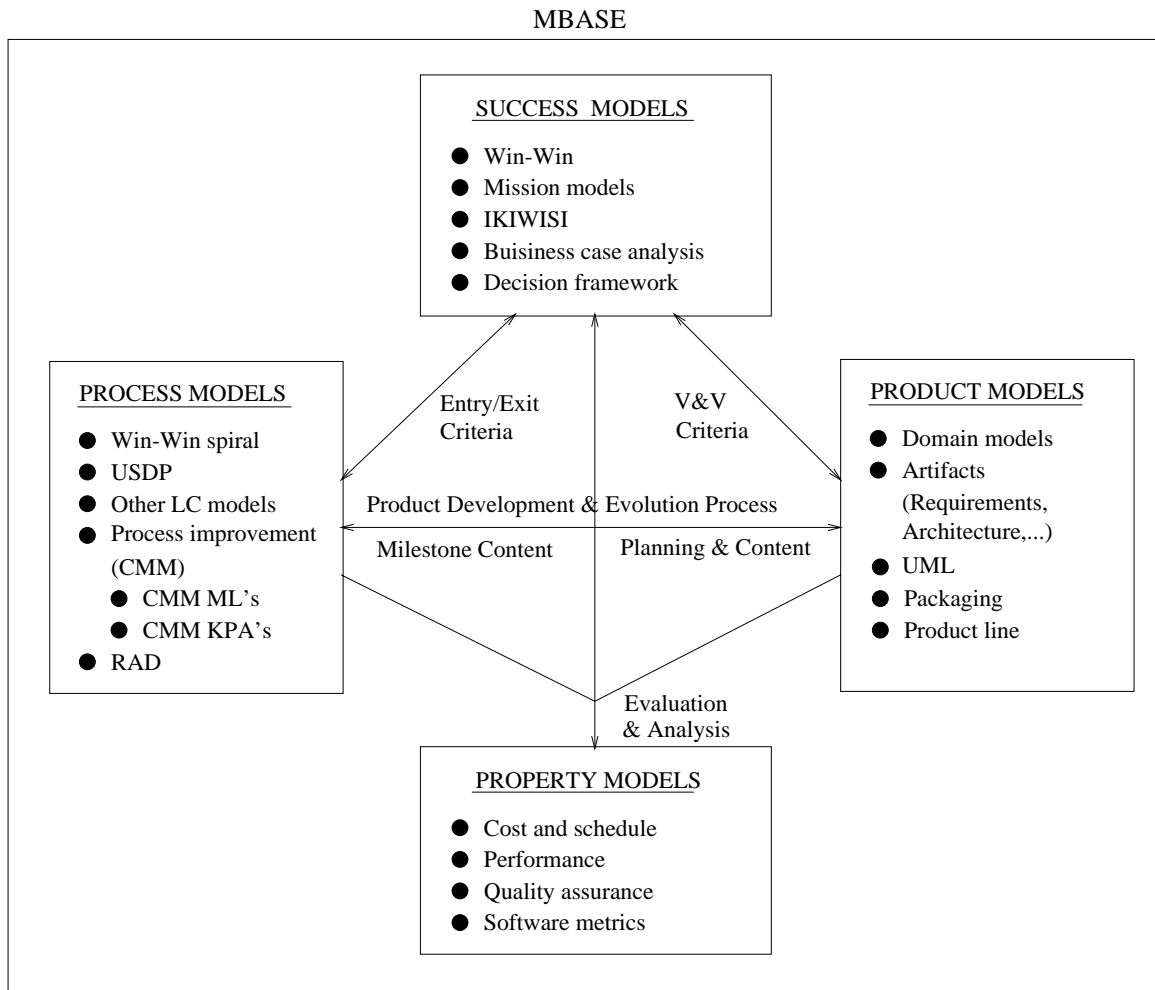 MBASE
SUCCESS MODELS
● Win-Win
● Mission models
● IKIWISI
● Buisiness case analysis
● Decision framework
PROCESS MODELS
● Win-Win spiral
● USDP
● Other LC models
● Process improvement
(CMM)
● CMM ML's
● CMM KPA's
● RAD
Entry/Exit
Criteria
V&V
Criteria
PRODUCT MODELS
● Domain models
● Artifacts
(Requirements,
Architecture,...)
● UML
● Packaging
● Product line
Product Development & Evolution Process
Milestone Content
Planning & Content
Evaluation
& Analysis
PROPERTY MODELS
● Cost and schedule
● Performance
● Quality assurance
● Software metrics